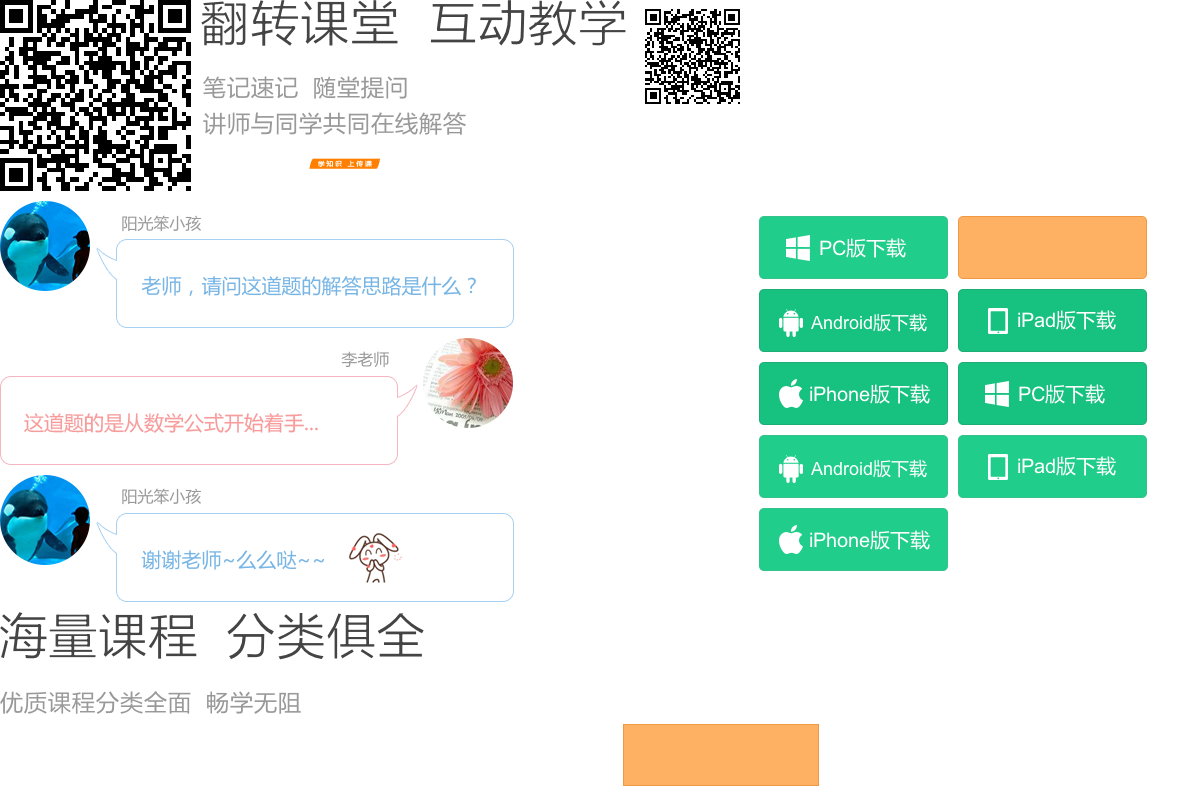 翻转课堂 互动教学
笔记速记 随堂提问
讲师与同学共同在线解答
学知识 上传课
阳光笨小孩
老师，请问这道题的解答思路是什么？
李老师
这道题的是从数学公式开始着手...
阳光笨小孩
谢谢老师~么么哒~~
海量课程 分类俱全
优质课程分类全面 畅学无阻
PC版下载
Android版下载
iPad版下载
iPhone版下载
PC版下载
Android版下载
iPad版下载
iPhone版下载